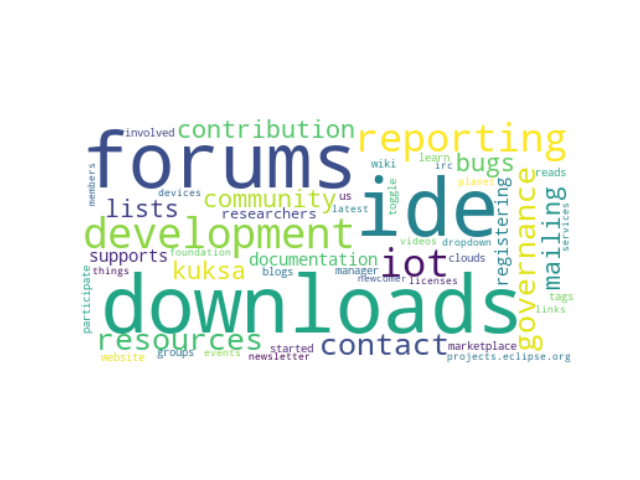 involved contribution reporting
forums wiki learn irc bugs reads
members devices community us latest toggle planet
lists researchers ide registering governance mailing services
development videos dropdown
supports foundation documentation iot clouds
participate things kuksa blogs manager newcomer licenses
downloads tags links
resources contact marketplace
website groups events started newsletter projects.eclipse.org